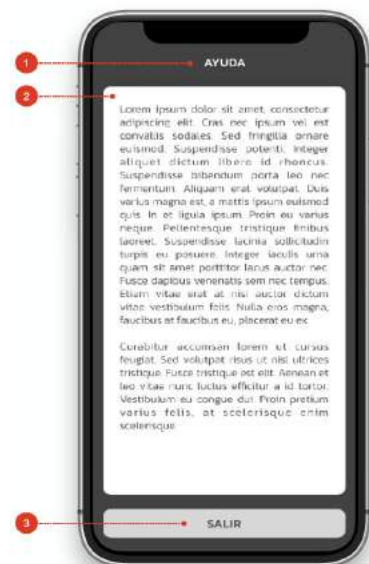 1
AYUDA
2
Lorem ipsum dolor sit amet, consectetur
adipiscing elit. Cras nec ipsum vel est
convallis sodales. Sed fringilla ornare
euismod. Suspendisse potenti. Integer
aliquet dictum libero id rhoncus.
Suspendisse bibendum porta leo nec
fermentum. Aliquam erat volutpat. Duis
varius magna est, a mattis ipsum euismod
quis. In et ligula ipsum. Proin eu varius
neque. Pellentesque tristique finibus
laoreet. Suspendisse lacinia sollicitudin
turpis eu posuere. Integer iaculis urna
quam, sit amet porttitor lacus auctor nec.
Fusce dapibus venenatis sem nec tempus.
Etiam vitae erat at nisi auctor dictum
vitae vestibulum felis. Nulla eros magna,
faucibus at faucibus eu, placerat eu ex.
Curabitur accumsan lorem ut cursus
feugiat. Sed volutpat risus ut nisl ultrices
tristique. Fusce tristique est elit. Aenean et
leo vitae nunc luctus efficitur a id tortor.
Vestibulum eu congue dui. Proin pretium
varius felis, at scelerisque enim
scelerisque
3
SALIR